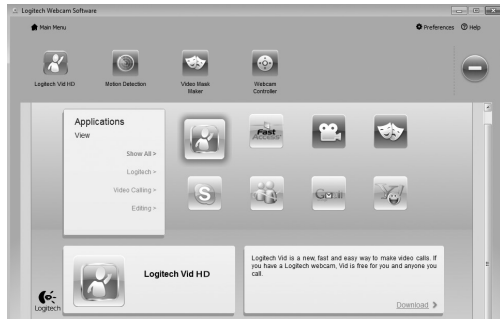 Logitech Webcam Software
Main Menu
Preferences
Help
Logitech Vid HD
Motion Detection
Video Mask
Maker
Webcam
Controller
Applications
View
Show All >
Logitech >
Video Calling >
Editing >
Fast
Access
S
Gmail
Y!
Logitech Vid HD
Logitech Vid is a new, fast and easy way to make video calls. If
you have a Logitech webcam, Vid is free for you and anyone you
call.
Download >
Logitech